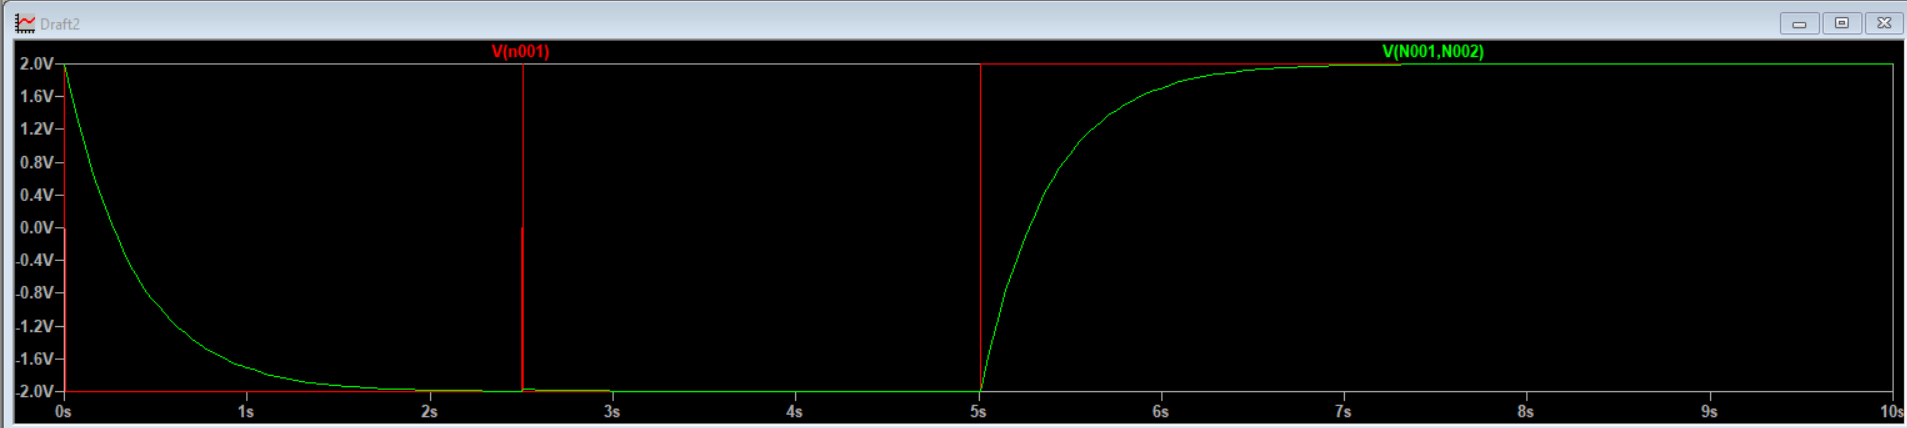 Draft2
V(n001) V(N001,N002)
2.0V
1.6V
1.2V
0.8V
0.4V
0.0V
-0.4V
-0.8V
-1.2V
-1.6V
-2.0V
0s 1s 2s 3s 4s 5s 6s 7s 8s 9s 10s